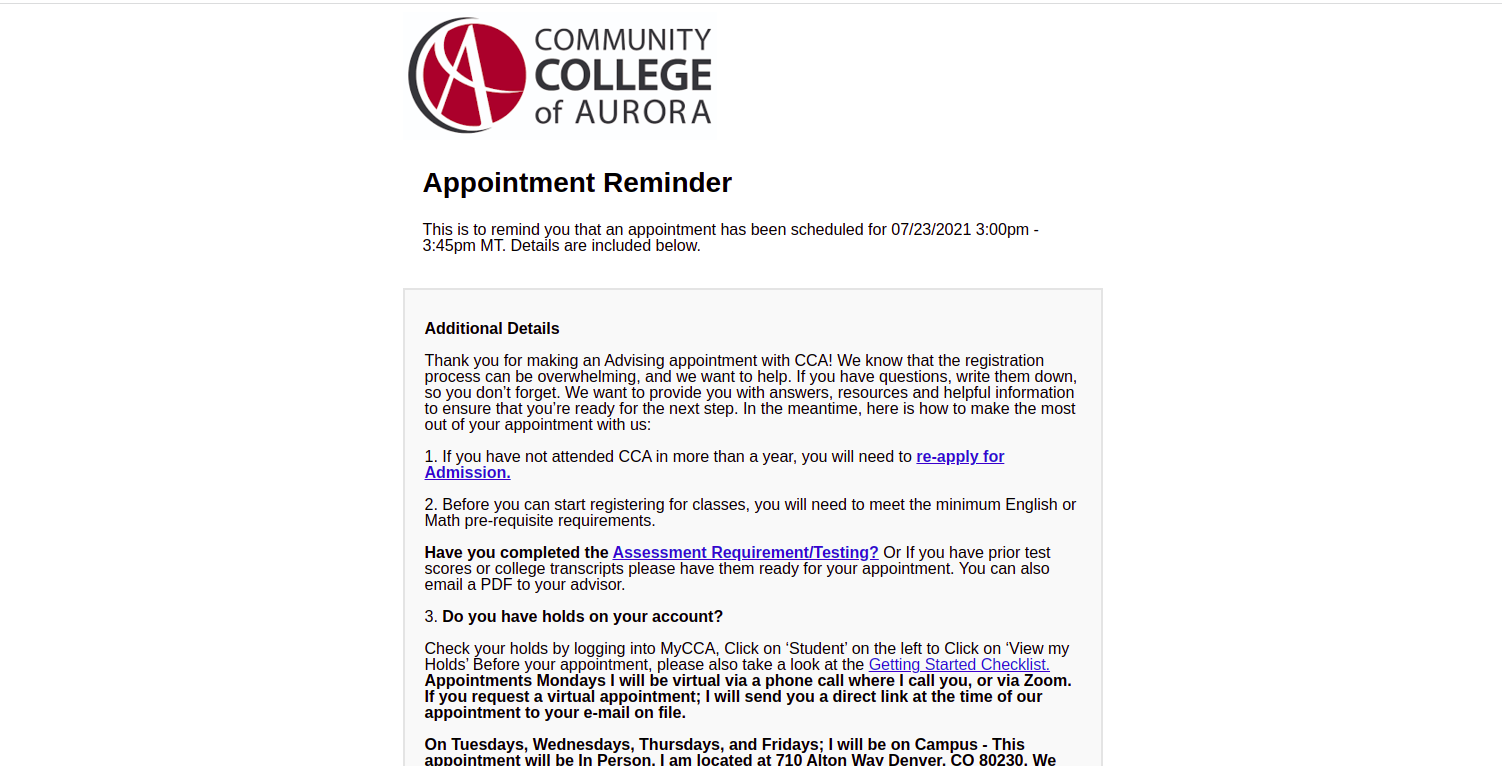 COMMUNITY
COLLEGE
of AURORA
Appointment Reminder
This is to remind you that an appointment has been scheduled for 07/23/2021 3:00pm -
3:45pm MT. Details are included below.
Additional Details
Thank you for making an Advising appointment with CCA! We know that the registration
process can be overwhelming, and we want to help. If you have questions, write them down,
so you don’t forget. We want to provide you with answers, resources and helpful information
to ensure that you’re ready for the next step. In the meantime, here is how to make the most
out of your appointment with us:
1. If you have not attended CCA in more than a year, you will need to re-apply for
Admission.
2. Before you can start registering for classes, you will need to meet the minimum English or
Math pre-requisite requirements.
Have you completed the Assessment Requirement/Testing? Or If you have prior test
scores or college transcripts please have them ready for your appointment. You can also
email a PDF to your advisor.
3. Do you have holds on your account?
Check your holds by logging into MyCCA, Click on ‘Student’ on the left to Click on ‘View my
Holds’ Before your appointment, please also take a look at the Getting Started Checklist.
Appointments Mondays I will be virtual via a phone call where I call you, or via Zoom.
If you request a virtual appointment; I will send you a direct link at the time of our
appointment to your e-mail on file.
On Tuesdays, Wednesdays, Thursdays, and Fridays; I will be on Campus - This
appointment will be In Person. I am located at 710 Alton Way Denver, CO 80230. We